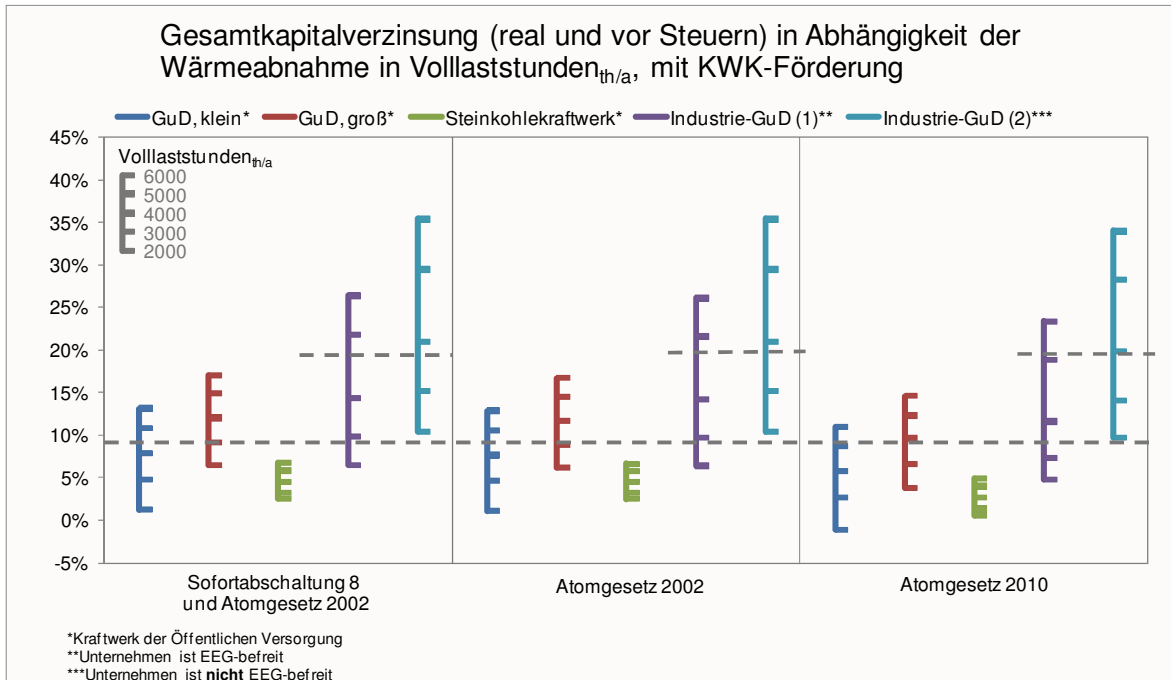 Gesamtkapitalverzinsung (real und vor Steuern) in Abhängigkeit der
Wärmeabnahme in Volllaststunden_th/a, mit KWK-Förderung
GuD, klein* GuD, groß* Steinkohlekraftwerk* Industrie-GuD (1)** Industrie-GuD (2)***
45%
40%
35%
30%
25%
20%
15%
10%
5%
0%
-5%
Volllaststunden_th/a
6000
5000
4000
3000
2000
Sofortabschaltung 8
und Atomgesetz 2002
Atomgesetz 2002
Atomgesetz 2010
*Kraftwerk der Öffentlichen Versorgung
**Unternehmen ist EEG-befreit
***Unternehmen ist nicht EEG-befreit